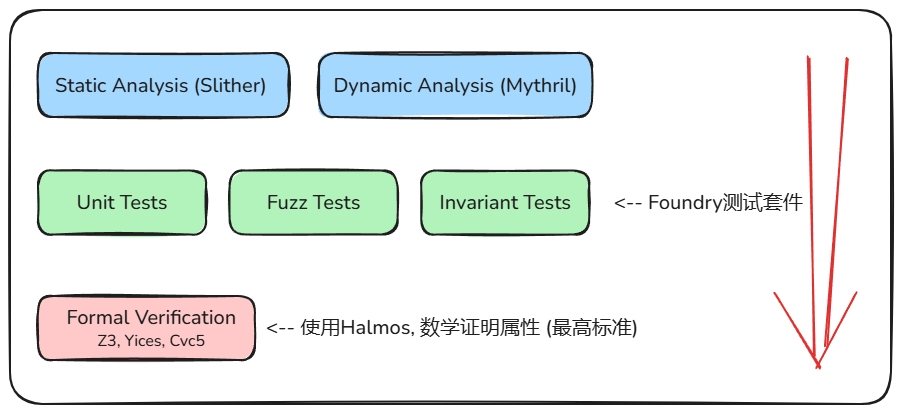 Static Analysis (Slither)
Dynamic Analysis (Mythril)
Unit Tests
Fuzz Tests
Invariant Tests
<-- Foundry测试套件
Formal Verification
Z3, Yices, Cvc5
<-- 使用Halmos, 数学证明属性 (最高标准)